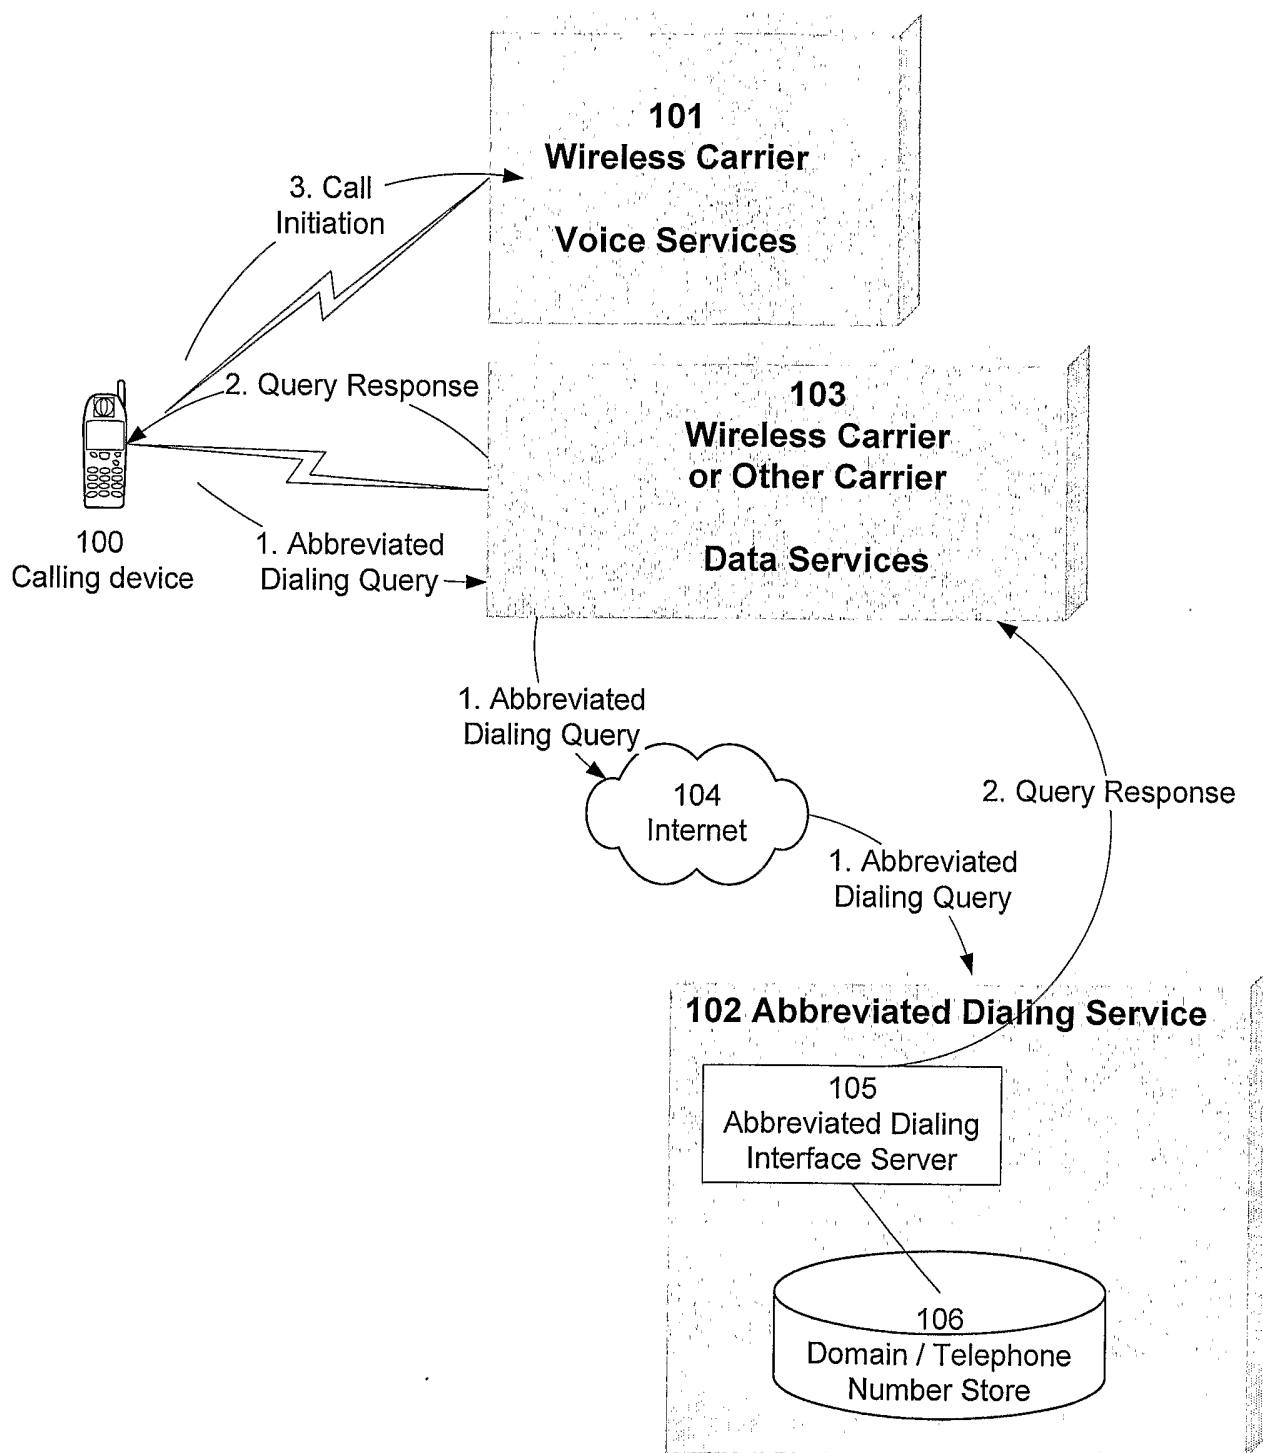 101
Wireless Carrier
Voice Services
3. Call
Initiation
2. Query Response
103
Wireless Carrier
or Other Carrier
Data Services
100
Calling device
1. Abbreviated
Dialing Query
1. Abbreviated
Dialing Query
104
Internet
2. Query Response
1. Abbreviated
Dialing Query
102 Abbreviated Dialing Service
105
Abbreviated Dialing
Interface Server
106
Domain / Telephone
Number Store